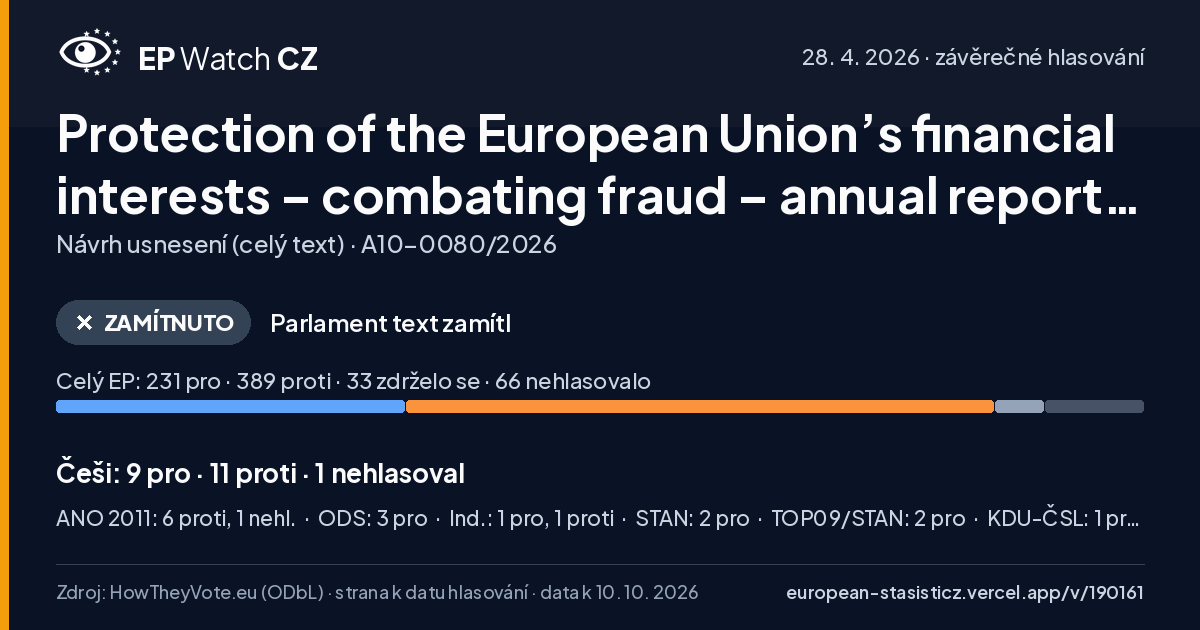 EP Watch CZ
28. 4. 2026 · závěrečné hlasování
Protection of the European Union’s financial
interests – combating fraud – annual report…
Návrh usnesení (celý text) · A10-0080/2026
✕ ZAMÍTNUTO
Parlament text zamítl
Celý EP: 231 pro · 389 proti · 33 zdrželo se · 66 nehlasovalo
Češi: 9 pro · 11 proti · 1 nehlasoval
ANO 2011: 6 proti, 1 nehl. · ODS: 3 pro · Ind.: 1 pro, 1 proti · STAN: 2 pro · TOP09/STAN: 2 pro · KDU-ČSL: 1 pr…
Zdroj: HowTheyVote.eu (ODbL) · strana k datu hlasování · data k 10. 10. 2026
european-stasisticz.vercel.app/v/190161